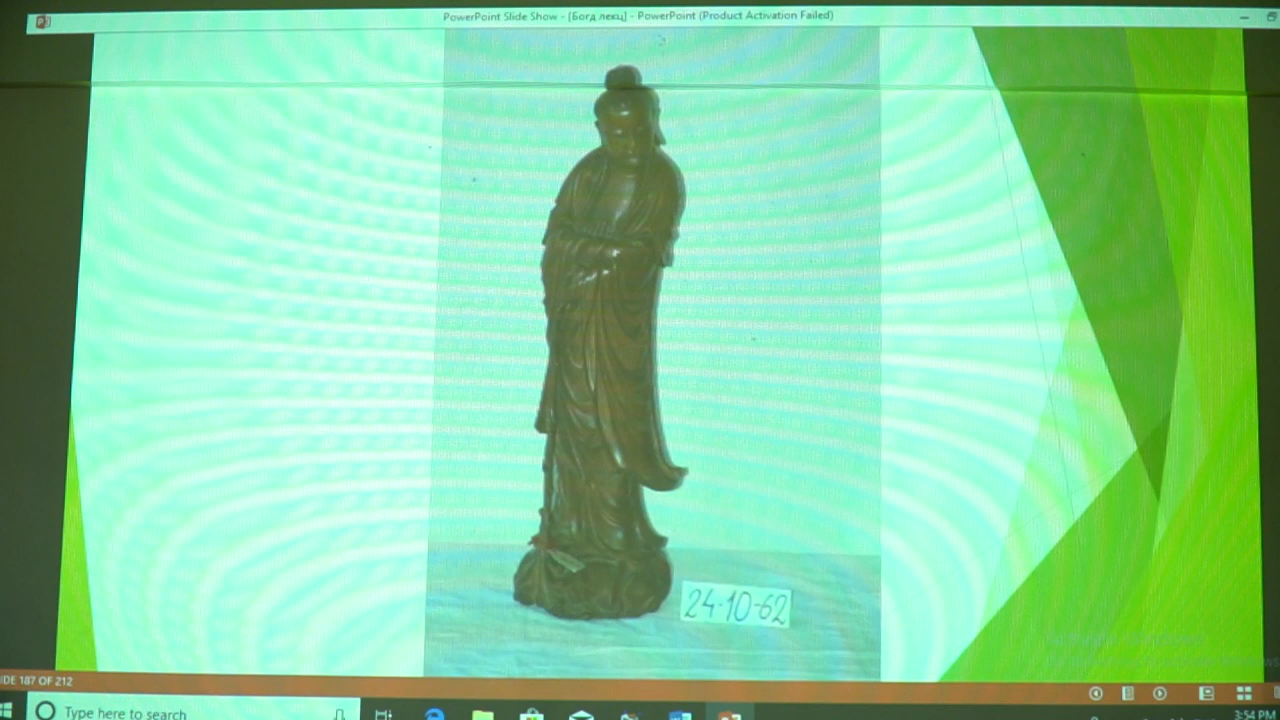 PowerPoint Slide Show - [Богд лекц] - PowerPoint (Product Activation Failed)
24-10-62
IDE 187 OF 212
Type here to search
3:54 PM